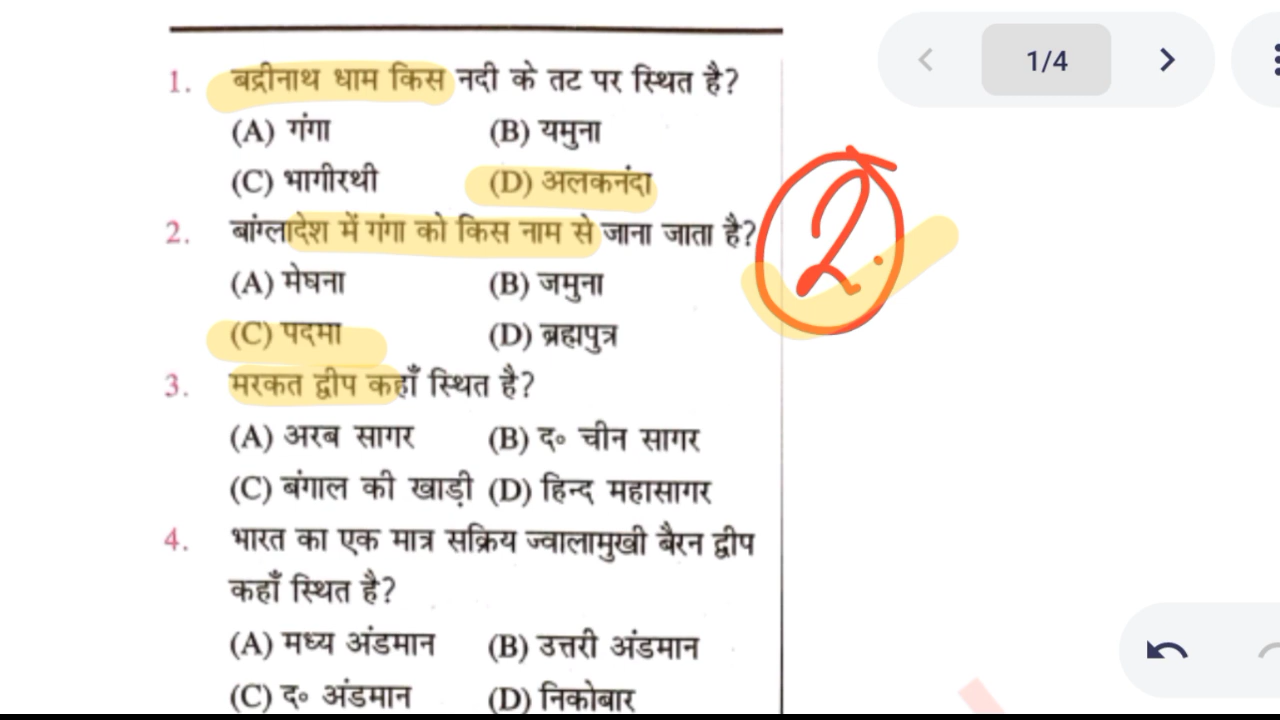 1. बद्रीनाथ धाम किस नदी के तट पर स्थित है?
(A) गंगा (B) यमुना
(C) भागीरथी (D) अलकनंदा
2. बांग्लादेश में गंगा को किस नाम से जाना जाता है?
(A) मेघना (B) जमुना
(C) पदमा (D) ब्रह्मपुत्र
3. मरकत द्वीप कहाँ स्थित है?
(A) अरब सागर (B) द० चीन सागर
(C) बंगाल की खाड़ी (D) हिन्द महासागर
4. भारत का एक मात्र सक्रिय ज्वालामुखी बैरन द्वीप
कहाँ स्थित है?
(A) मध्य अंडमान (B) उत्तरी अंडमान
(C) द० अंडमान (D) निकोबार
1/4
2.